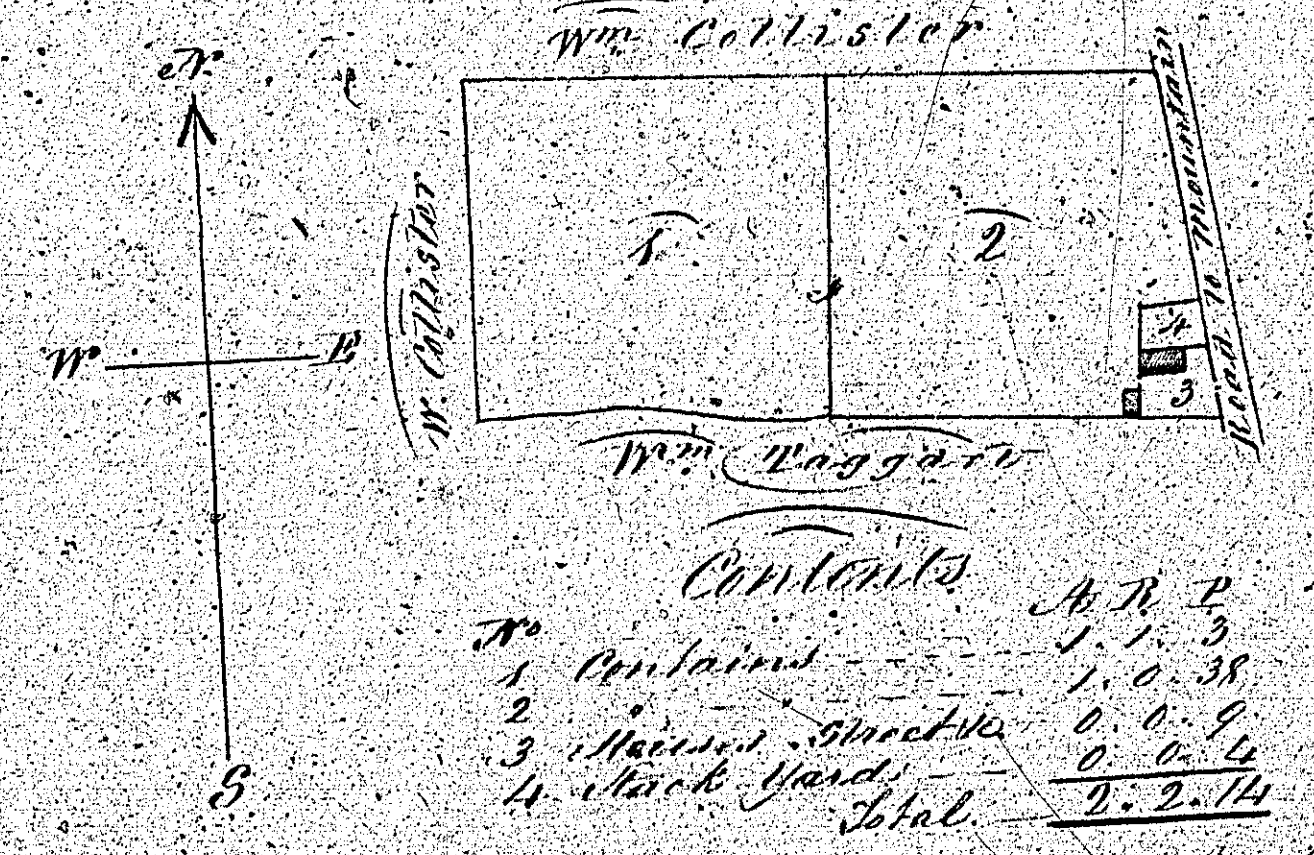 Wm Collister
N
W
E
S
W. Collister
1
2
4
3
Road to Mountain
Wm Taggart
Contents
No A R P
1 Contains 1. 1. 3
2 " 1. 0. 38
3 Houses Street &c 0. 0. 9
4 Stack Yard 0. 0. 4
Total 2. 2. 14